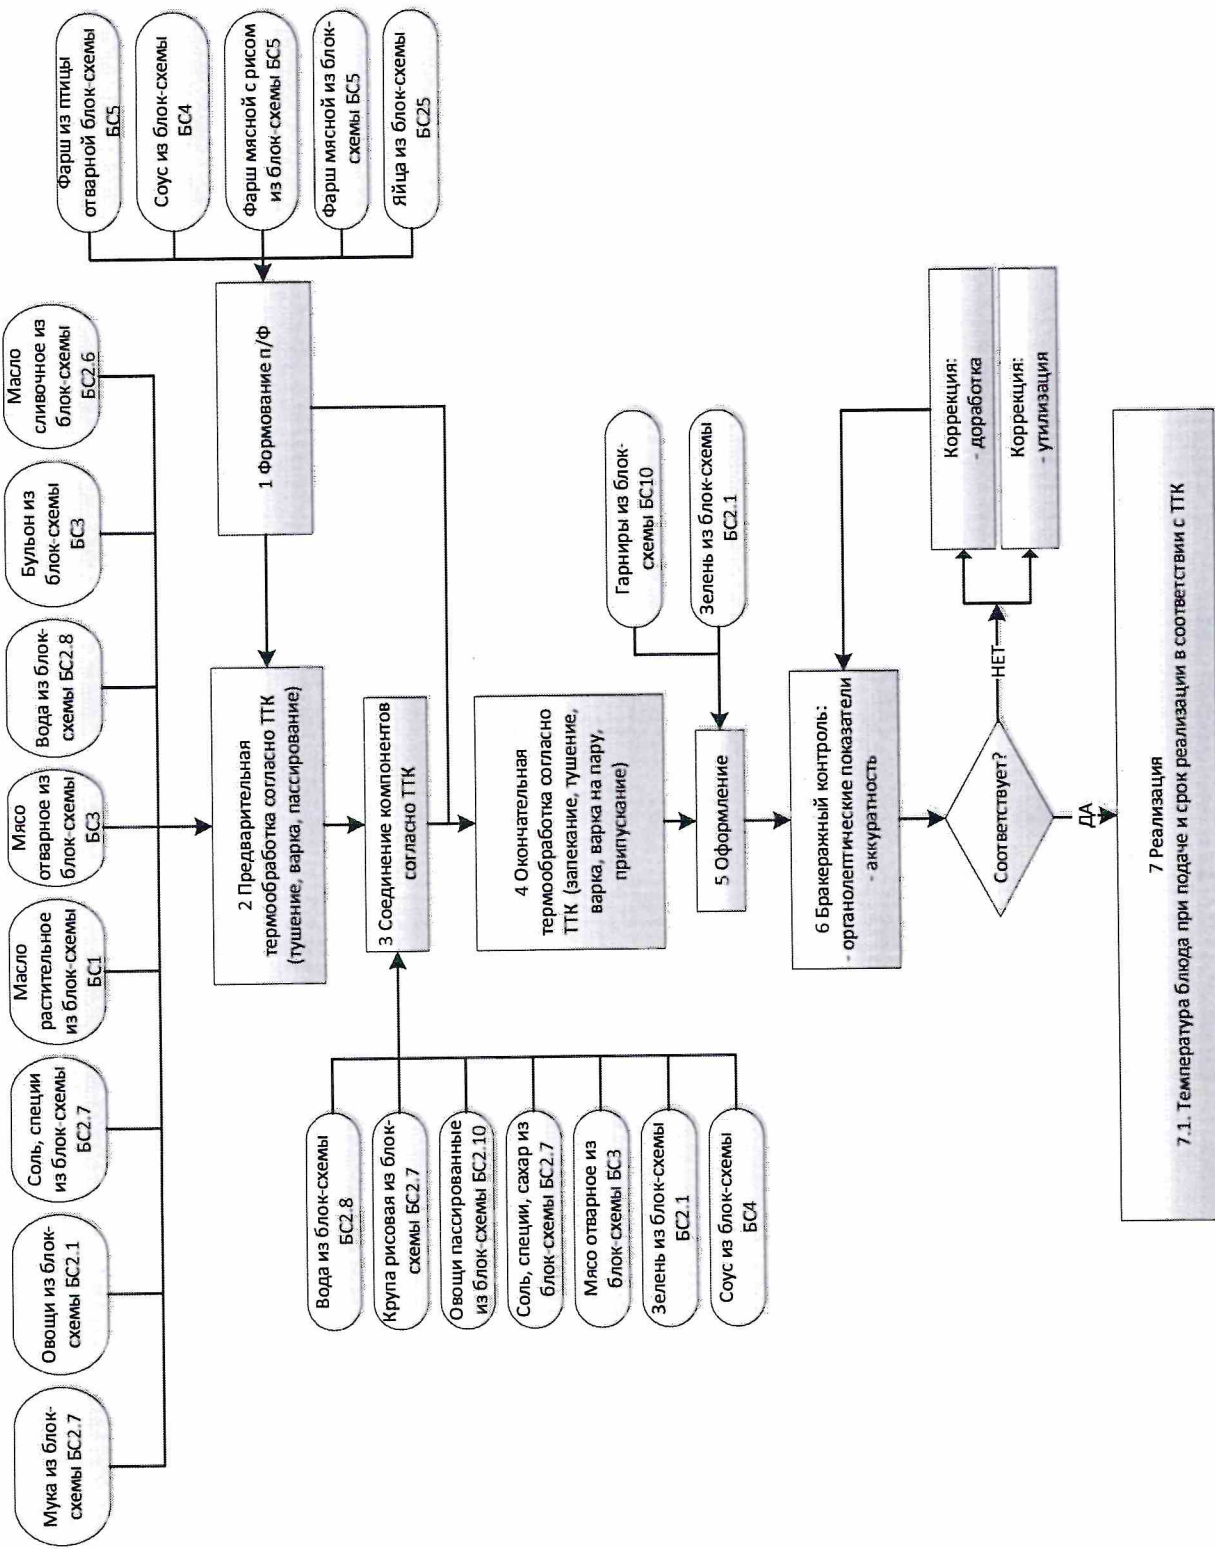 Мука из блок-
схемы БС2.7
Овощи из блок-
схемы БС2.1
Соль, специи
из блок-схемы
БС2.7
Масло
растительное
из блок-схемы
БС1
Мясо
отварное из
блок-схемы
БС3
Вода из блок-
схемы БС2.8
Бульон из
блок-схемы
БС3
Масло
сливочное из
блок-схемы
БС2.6
Фарш из птицы
отварной блок-схемы
БС5
Соус из блок-схемы
БС4
Фарш мясной с рисом
из блок-схемы БС5
Фарш мясной из блок-
схемы БС5
Яйца из блок-схемы
БС25
1 Формование п/ф
2 Предварительная
термообработка согласно ТТК
(тушение, варка, пассирование)
3 Соединение компонентов
согласно ТТК
Вода из блок-схемы
БС2.8
Крупа рисовая из блок-
схемы БС2.7
Овощи пассированные
из блок-схемы БС2.10
Соль, специи, сахар из
блок-схемы БС2.7
Мясо отварное из
блок-схемы БС3
Зелень из блок-схемы
БС2.1
Соус из блок-схемы
БС4
4 Окончательная
термообработка согласно
ТТК (запекание, тушение,
варка, варка на пару,
припускание)
Гарниры из блок-
схемы БС10
Зелень из блок-схемы
БС2.1
5 Оформление
6 Бракеражный контроль:
- органолептические показатели
- аккуратность
Соответствует?
НЕТ
Коррекция:
- доработка
Коррекция:
- утилизация
ДА
7 Реализация
7.1. Температура блюда при подаче и срок реализации в соответствии с ТТК